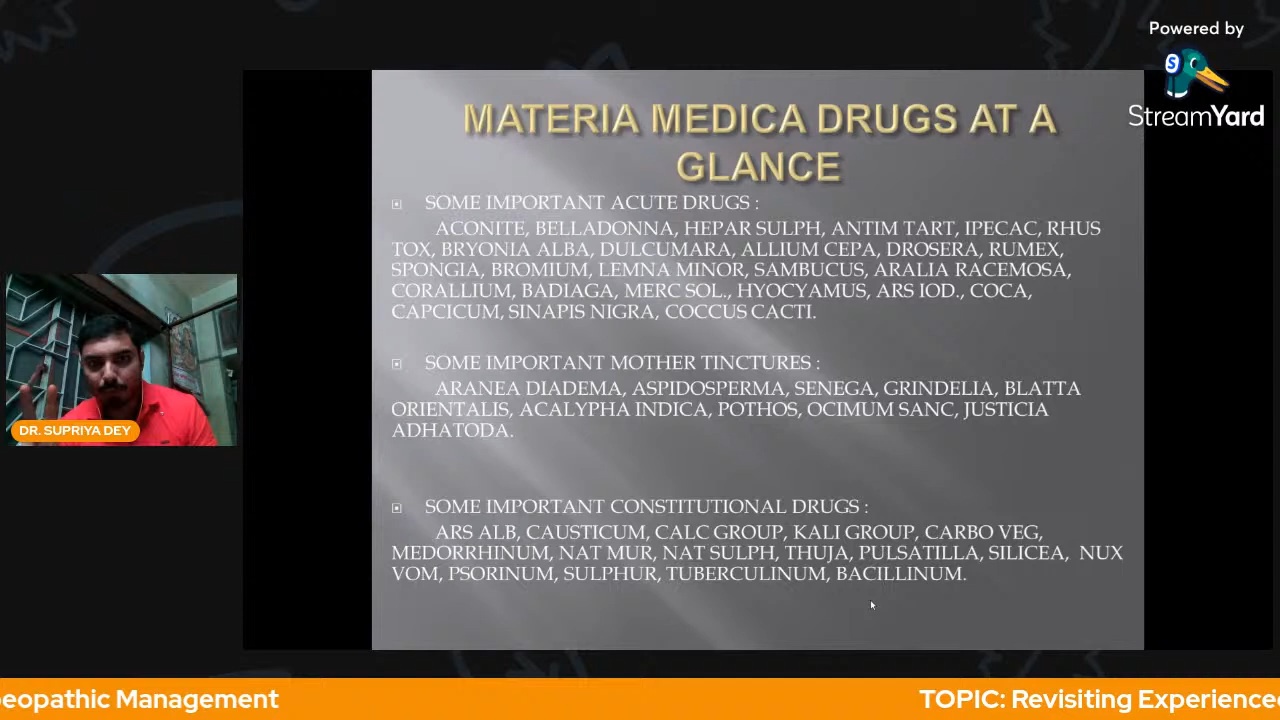 Powered by
StreamYard
MATERIA MEDICA DRUGS AT A
GLANCE
SOME IMPORTANT ACUTE DRUGS :
ACONITE, BELLADONNA, HEPAR SULPH, ANTIM TART, IPECAC, RHUS
TOX, BRYONIA ALBA, DULCUMARA, ALLIUM CEPA, DROSERA, RUMEX,
SPONGIA, BROMIUM, LEMNA MINOR, SAMBUCUS, ARALIA RACEMOSA,
CORALLIUM, BADIAGA, MERC SOL., HYOCYAMUS, ARS IOD., COCA,
CAPCICUM, SINAPIS NIGRA, COCCUS CACTI.
SOME IMPORTANT MOTHER TINCTURES :
ARANEA DIADEMA, ASPIDOSPERMA, SENEGA, GRINDELIA, BLATTA
ORIENTALIS, ACALYPHA INDICA, POTHOS, OCIMUM SANC, JUSTICIA
ADHATODA.
SOME IMPORTANT CONSTITUTIONAL DRUGS :
ARS ALB, CAUSTICUM, CALC GROUP, KALI GROUP, CARBO VEG,
MEDORRHINUM, NAT MUR, NAT SULPH, THUJA, PULSATILLA, SILICEA, NUX
VOM, PSORINUM, SULPHUR, TUBERCULINUM, BACILLINUM.
DR. SUPRIYA DEY
eopathic Management TOPIC: Revisiting Experienced